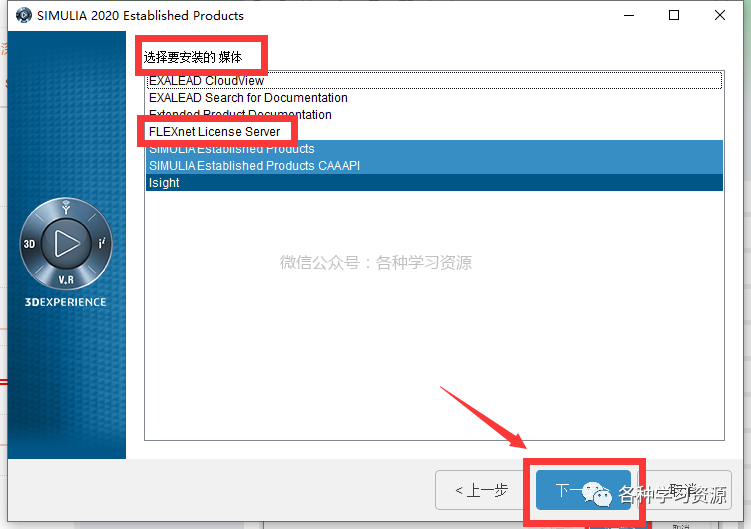 SIMULIA 2020 Established Products
选择要安装的 媒体
EXALEAD CloudView
EXALEAD Search for Documentation
Extended Product Documentation
FLEXnet License Server
SIMULIA Established Products
SIMULIA Established Products CAAAPI
Isight
微信公众号：各种学习资源
3D
i
V.R
3DEXPERIENCE
< 上一步
下一
取消
各种学习资源
取消